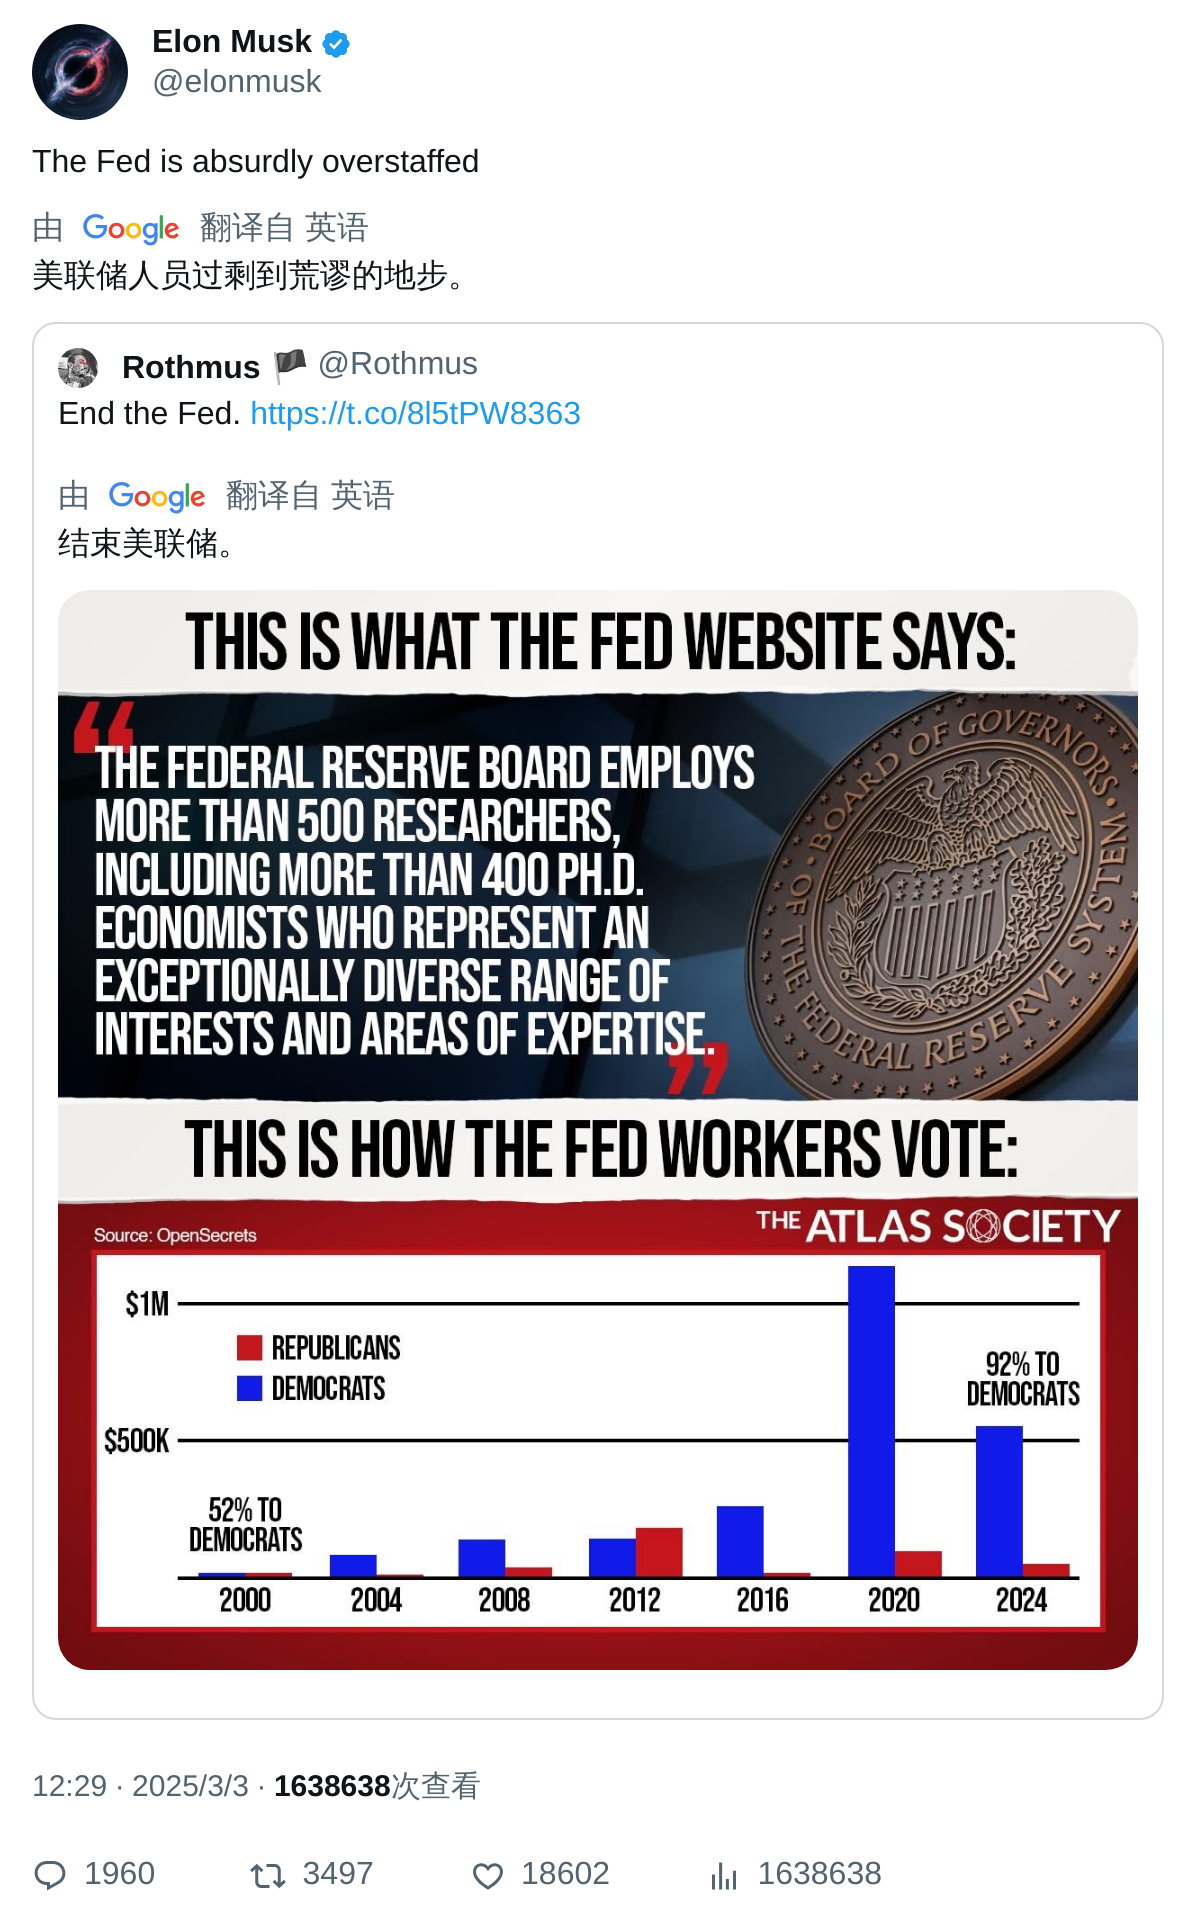 Elon Musk
@elonmusk
The Fed is absurdly overstaffed
由 Google 翻译自 英语
美联储人员过剩到荒谬的地步。
Rothmus 🏴 @Rothmus
End the Fed. https://t.co/8l5tPW8363
由 Google 翻译自 英语
结束美联储。
THIS IS WHAT THE FED WEBSITE SAYS:
“THE FEDERAL RESERVE BOARD EMPLOYS
MORE THAN 500 RESEARCHERS,
INCLUDING MORE THAN 400 PH.D.
ECONOMISTS WHO REPRESENT AN
EXCEPTIONALLY DIVERSE RANGE OF
INTERESTS AND AREAS OF EXPERTISE.”
BOARD OF GOVERNORS
OF THE FEDERAL RESERVE SYSTEM
THIS IS HOW THE FED WORKERS VOTE:
Source: OpenSecrets
THE ATLAS SOCIETY
$1M
REPUBLICANS
DEMOCRATS
92% TO
DEMOCRATS
$500K
52% TO
DEMOCRATS
2000 2004 2008 2012 2016 2020 2024
12:29 · 2025/3/3 · 1638638次查看
1960 3497 18602 1638638